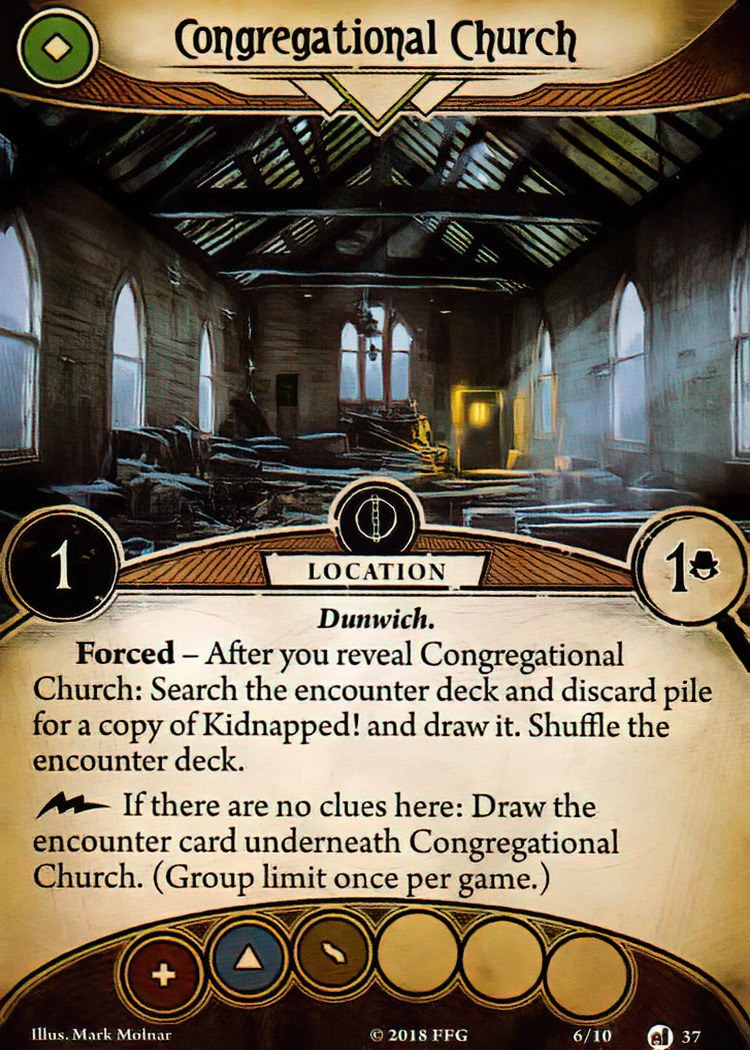 Congregational Church
1
1
LOCATION
Dunwich.
Forced – After you reveal Congregational
Church: Search the encounter deck and discard pile
for a copy of Kidnapped! and draw it. Shuffle the
encounter deck.
If there are no clues here: Draw the
encounter card underneath Congregational
Church. (Group limit once per game.)
Illus. Mark Molnar
© 2018 FFG
6/10
37